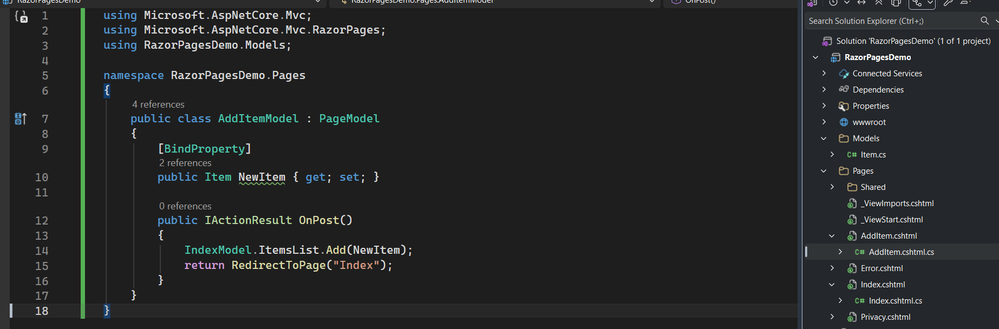 RazorPagesDemo
RazorPagesDemo.Pages.AddItemModel
OnPost()
1 using Microsoft.AspNetCore.Mvc;
2 using Microsoft.AspNetCore.Mvc.RazorPages;
3 using RazorPagesDemo.Models;
4
5 namespace RazorPagesDemo.Pages
6 {
4 references
7 public class AddItemModel : PageModel
8 {
9 [BindProperty]
2 references
10 public Item NewItem { get; set; }
11
0 references
12 public IActionResult OnPost()
13 {
14 IndexModel.ItemsList.Add(NewItem);
15 return RedirectToPage("Index");
16 }
17 }
18 }
Search Solution Explorer (Ctrl+;)
Solution 'RazorPagesDemo' (1 of 1 project)
RazorPagesDemo
Connected Services
Dependencies
Properties
wwwroot
Models
C# Item.cs
Pages
Shared
_ViewImports.cshtml
_ViewStart.cshtml
AddItem.cshtml
C# AddItem.cshtml.cs
Error.cshtml
Index.cshtml
C# Index.cshtml.cs
Privacy.cshtml